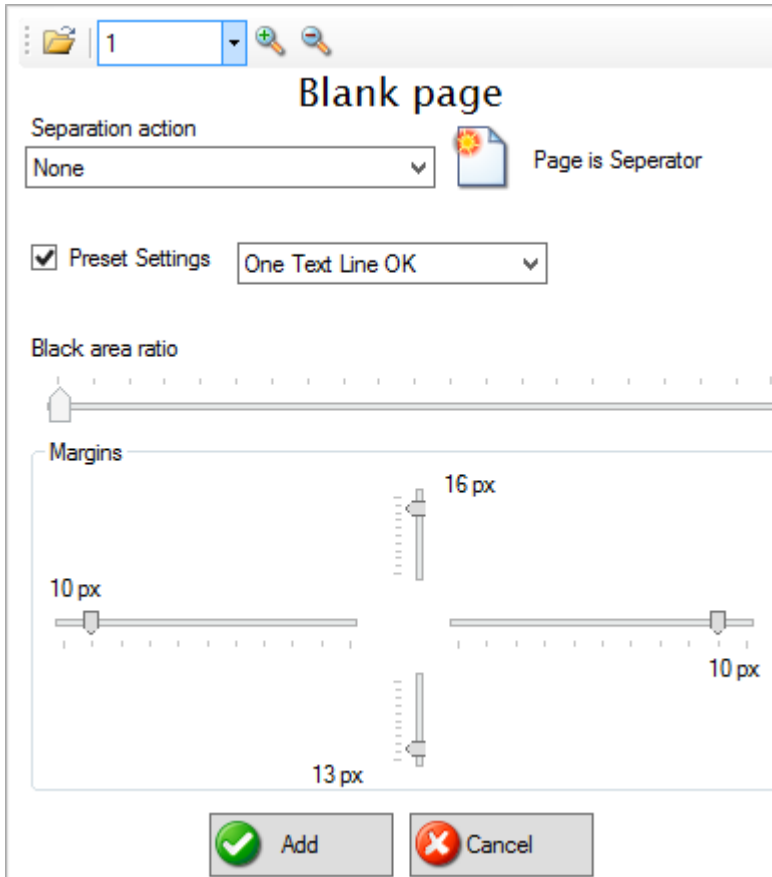 1
Blank page
Separation action
None
Page is Seperator
Preset Settings
One Text Line OK
Black area ratio
Margins
16 px
10 px
10 px
13 px
Add
Cancel